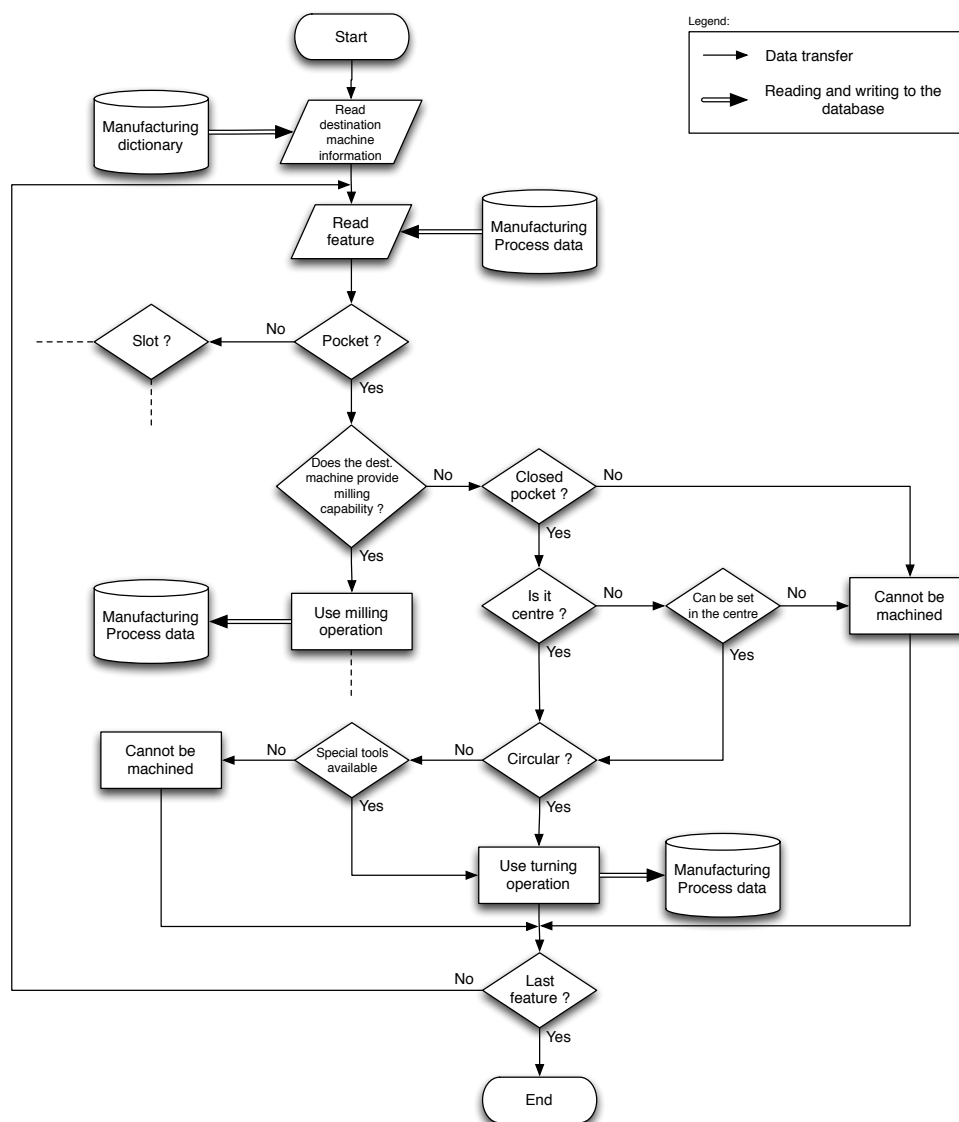 Legend:
Start
Data transfer
Reading and writing to the
database
Manufacturing
dictionary
Read
destination
machine
information
Read
feature
Manufacturing
Process data
Slot ?
No
Pocket ?
Yes
Does the dest.
machine provide
milling
capability ?
No
Closed
pocket ?
No
Yes
Yes
Manufacturing
Process data
Use milling
operation
Is it
centre ?
No
Can be set
in the centre
No
Cannot be
machined
Yes
Yes
Cannot be
machined
No
Special tools
available
No
Circular ?
Yes
Yes
Use turning
operation
Manufacturing
Process data
No
Last
feature ?
Yes
End